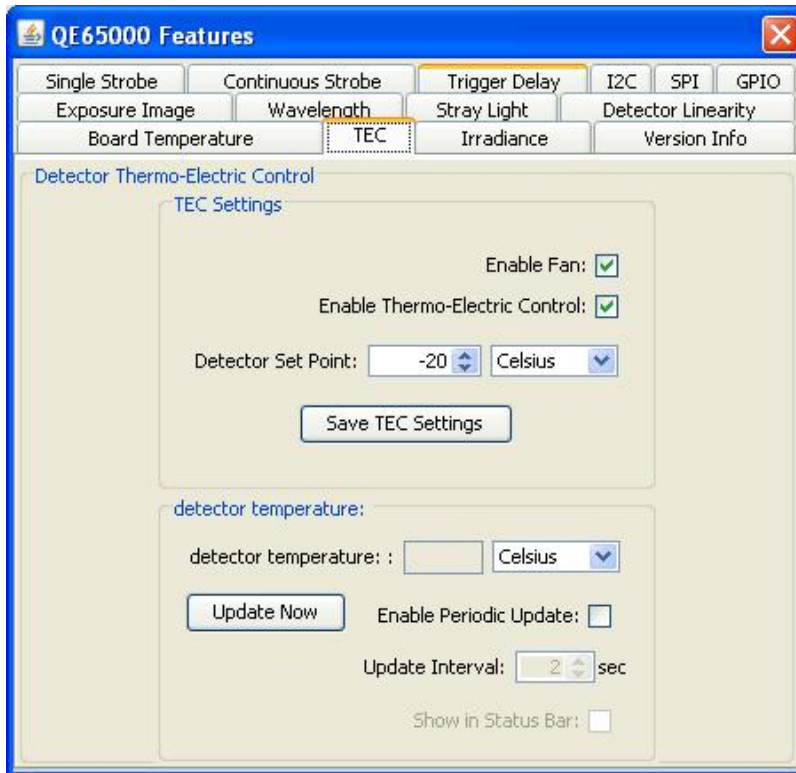 QE65000 Features
Single Strobe Continuous Strobe Trigger Delay I2C SPI GPIO
Exposure Image Wavelength Stray Light Detector Linearity
Board Temperature TEC Irradiance Version Info
Detector Thermo-Electric Control
TEC Settings
Enable Fan:
Enable Thermo-Electric Control:
Detector Set Point: -20 Celsius
Save TEC Settings
detector temperature:
detector temperature: : Celsius
Update Now Enable Periodic Update:
Update Interval: 2 sec
Show in Status Bar: